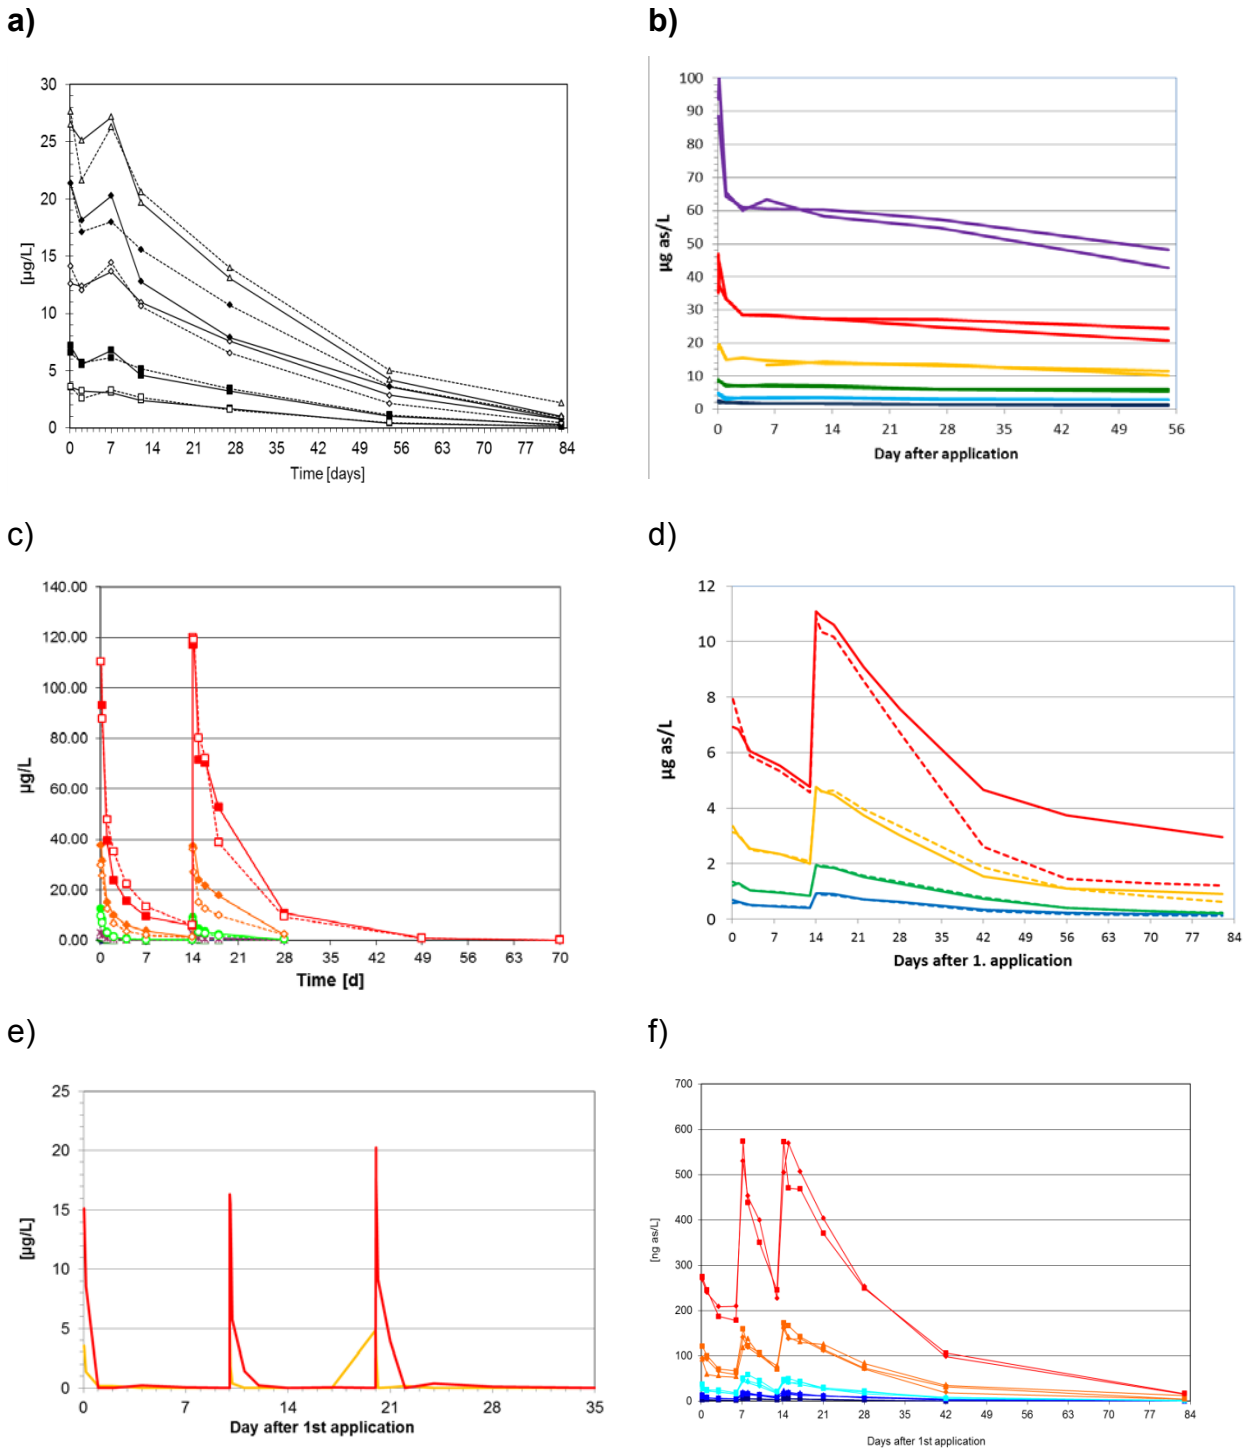 a)
b)
30
25
20
15
10
5
0
[µg/L]
0 7 14 21 28 35 42 49 56 63 70 77 84
Time [days]
100
90
80
70
60
50
40
30
20
10
0
µg as/L
0 7 14 21 28 35 42 49 56
Day after application
c)
d)
140.00
120.00
100.00
80.00
60.00
40.00
20.00
0.00
µg/L
0 7 14 21 28 35 42 49 56 63 70
Time [d]
12
10
8
6
4
2
0
µg as/L
0 7 14 21 28 35 42 49 56 63 70 77 84
Days after 1. application
e)
f)
25
20
15
10
5
0
[µg/L]
0 7 14 21 28 35
Day after 1st application
700
600
500
400
300
200
100
0
[ng as/L]
0 7 14 21 28 35 42 49 56 63 70 77 84
Days after 1st application